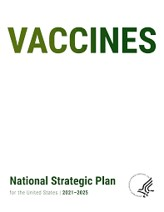 VACCINES
National Strategic Plan
for the United States | 2021–2025